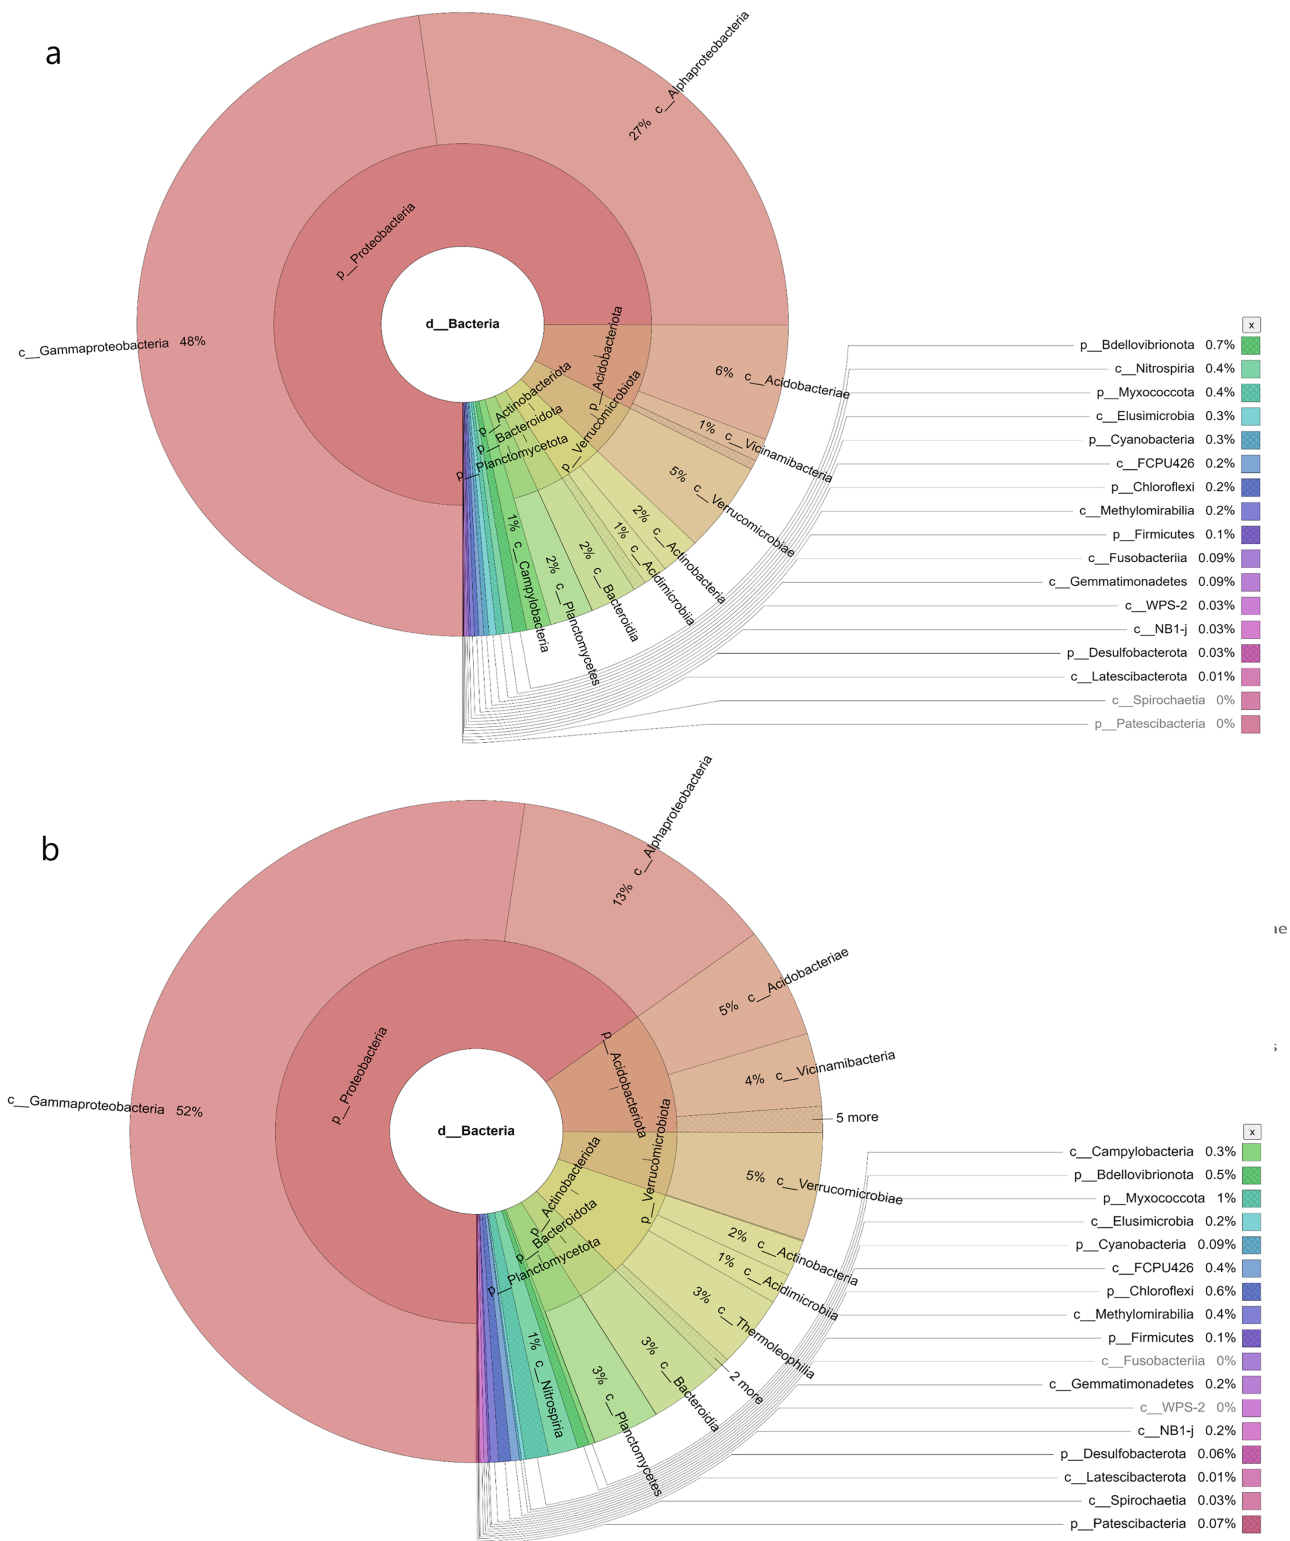 a
c__Alphaproteobacteria 27%
p__Proteobacteria
d__Bacteria
c__Gammaproteobacteria 48%
p__Acidobacteriota
p__Verrucomicrobiota
p__Actinobacteriota
p__Bacteroidota
p__Planctomycetota
6% c__Acidobacteriae
1% c__Vicinamibacteria
5% c__Verrucomicrobiae
2% c__Actinobacteria
1% c__Acidimicrobiia
2% c__Bacteroidia
2% c__Planctomycetes
1% c__Campylobacteria
x
p__Bdellovibrionota 0.7%
c__Nitrospiria 0.4%
p__Myxococcota 0.4%
c__Elusimicrobia 0.3%
p__Cyanobacteria 0.3%
c__FCPU426 0.2%
p__Chloroflexi 0.2%
c__Methylomirabilia 0.2%
p__Firmicutes 0.1%
c__Fusobacteriia 0.09%
c__Gemmatimonadetes 0.09%
c__WPS-2 0.03%
c__NB1-j 0.03%
p__Desulfobacterota 0.03%
c__Latescibacterota 0.01%
c__Spirochaetia 0%
p__Patescibacteria 0%
b
13% c__Alphaproteobacteria
p__Proteobacteria
d__Bacteria
c__Gammaproteobacteria 52%
p__Acidobacteriota
p__Verrucomicrobiota
p__Actinobacteriota
p__Bacteroidota
p__Planctomycetota
5% c__Acidobacteriae
4% c__Vicinamibacteria
5 more
5% c__Verrucomicrobiae
2% c__Actinobacteria
1% c__Acidimicrobiia
3% c__Thermoleophilia
2 more
3% c__Bacteroidia
3% c__Planctomycetes
1% c__Nitrospiria
x
c__Campylobacteria 0.3%
p__Bdellovibrionota 0.5%
p__Myxococcota 1%
c__Elusimicrobia 0.2%
p__Cyanobacteria 0.09%
c__FCPU426 0.4%
p__Chloroflexi 0.6%
c__Methylomirabilia 0.4%
p__Firmicutes 0.1%
c__Fusobacteriia 0%
c__Gemmatimonadetes 0.2%
c__WPS-2 0%
c__NB1-j 0.2%
p__Desulfobacterota 0.06%
c__Latescibacterota 0.01%
c__Spirochaetia 0.03%
p__Patescibacteria 0.07%